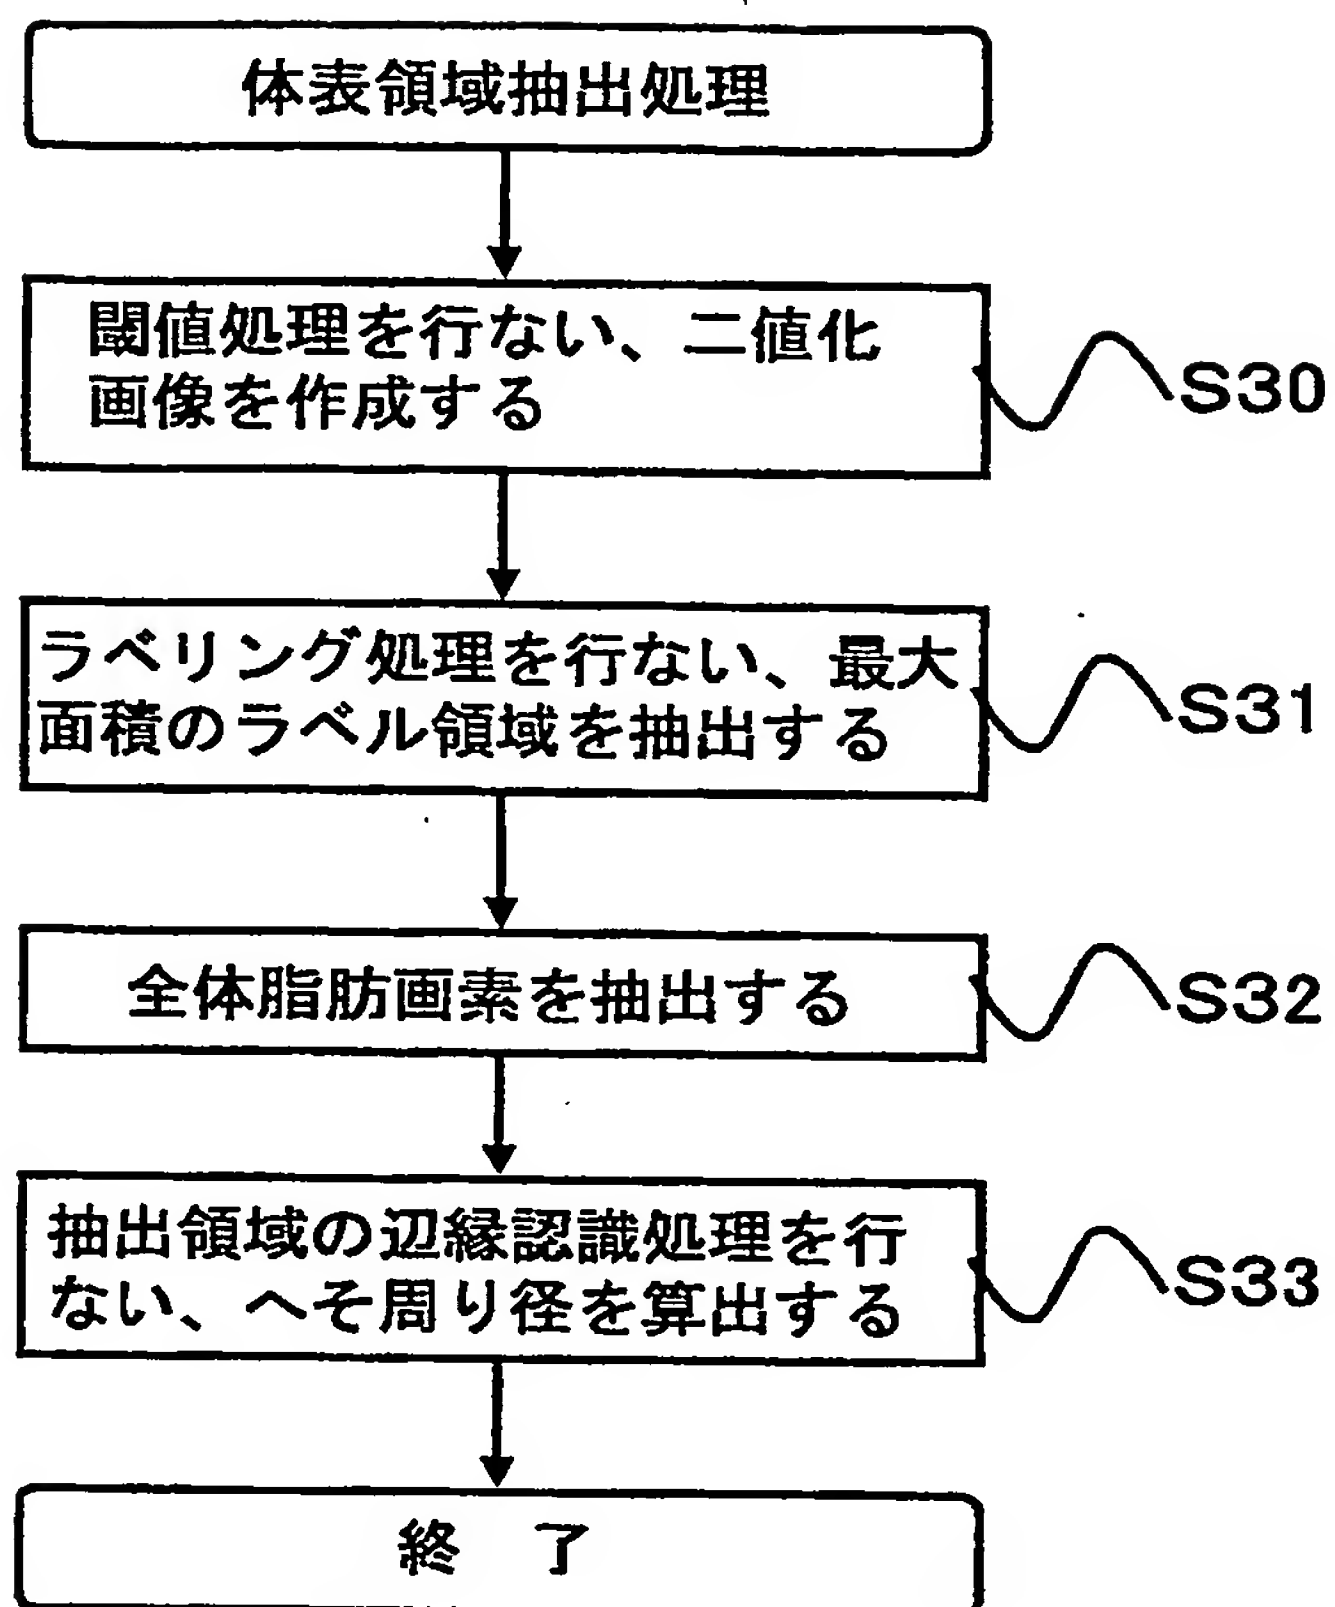 体表領域抽出処理
閾値処理を行ない、二値化
画像を作成する
S30
ラベリング処理を行ない、最大
面積のラベル領域を抽出する
S31
全体脂肪画素を抽出する
S32
抽出領域の辺縁認識処理を行
ない、へそ周り径を算出する
S33
終 了